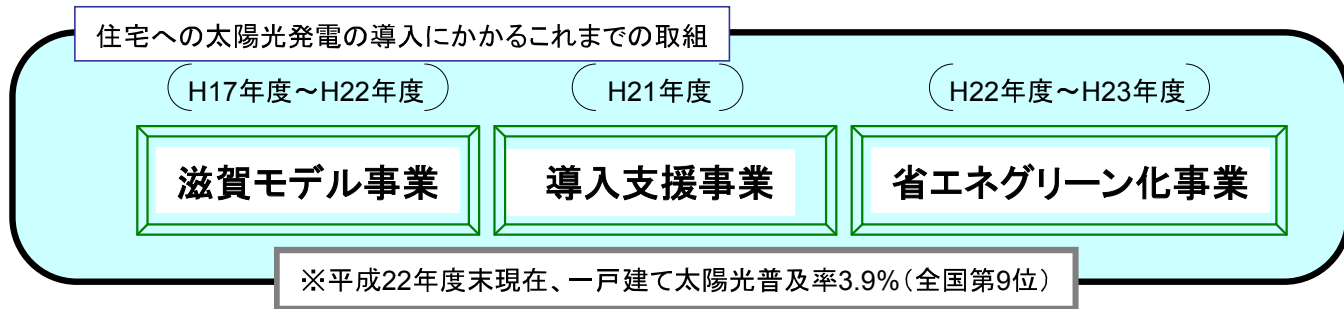 住宅への太陽光発電の導入にかかるこれまでの取組
(H17年度～H22年度)
(H21年度)
(H22年度～H23年度)
滋賀モデル事業
導入支援事業
省エネグリーン化事業
※平成22年度末現在、一戸建て太陽光普及率3.9%(全国第9位)